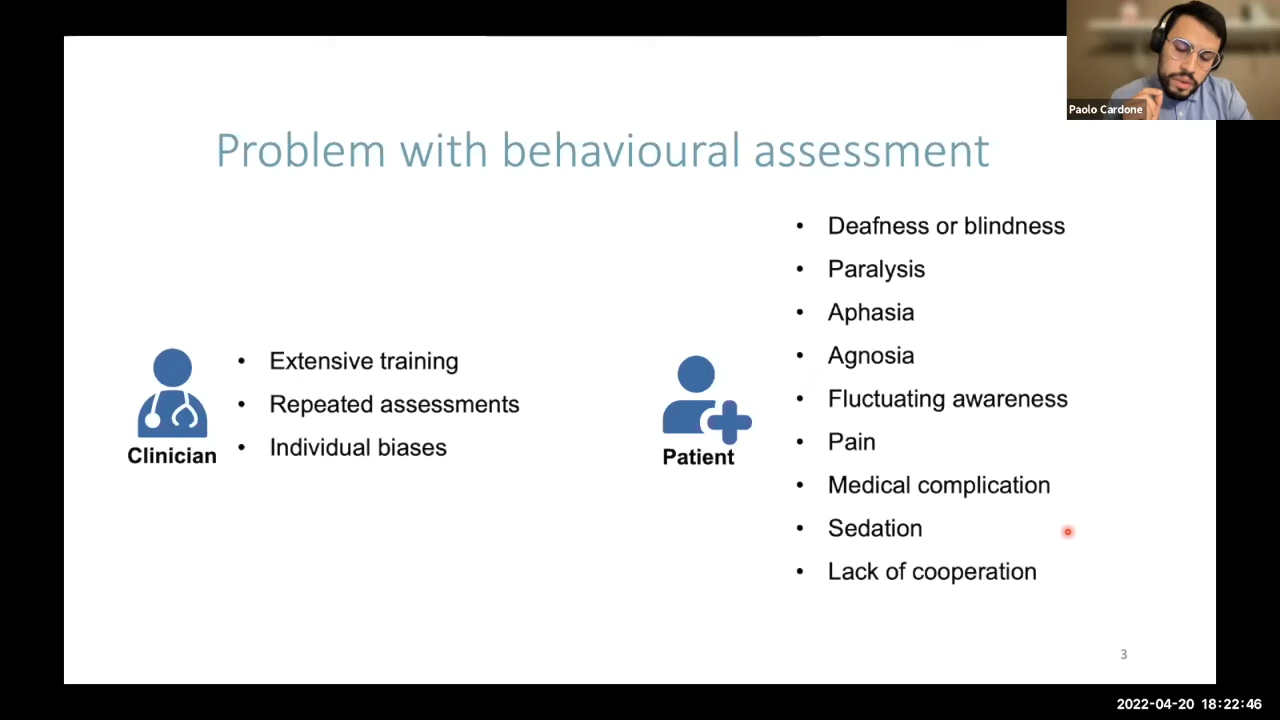 Paolo Cardone
Problem with behavioural assessment
Clinician
• Extensive training
• Repeated assessments
• Individual biases
Patient
• Deafness or blindness
• Paralysis
• Aphasia
• Agnosia
• Fluctuating awareness
• Pain
• Medical complication
• Sedation
• Lack of cooperation
3
2022-04-20 18:22:46